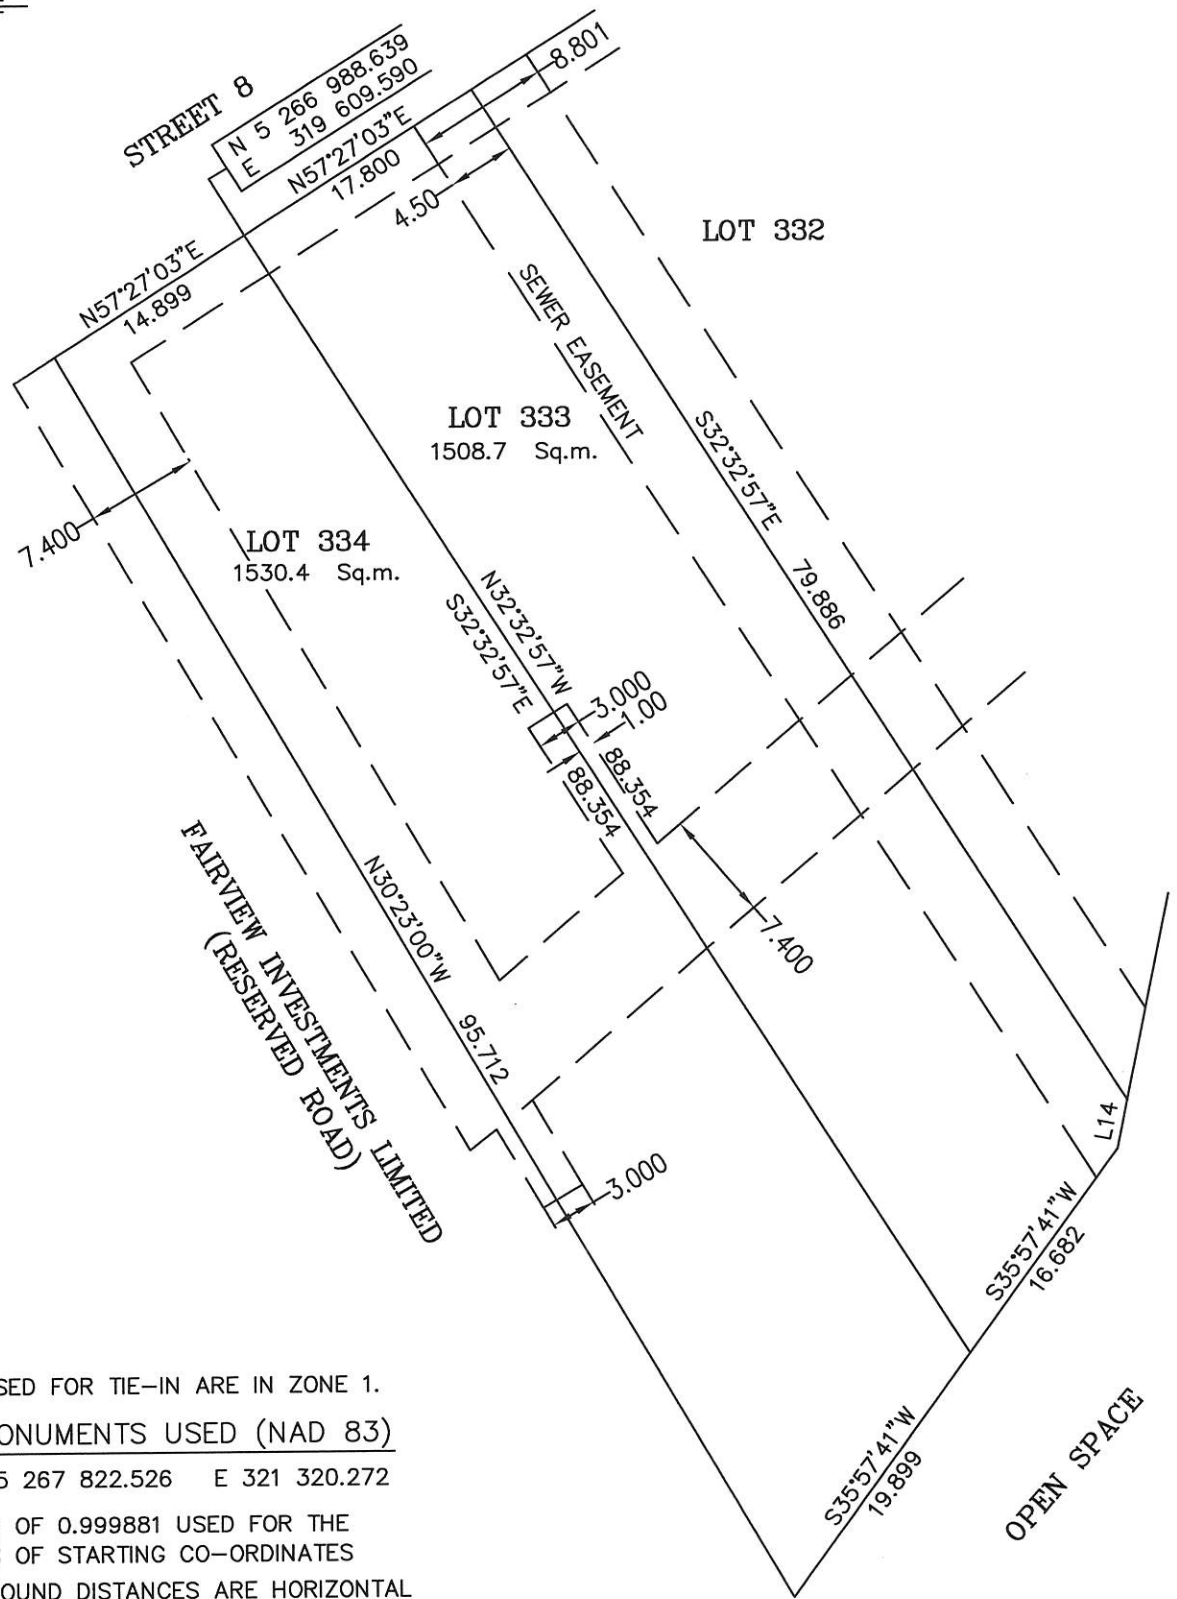 STREET 8
N 5 266 988.639
E 319 609.590
N57°27'03"E
17.800
8.801
4.50
N57°27'03"E
14.899
LOT 332
SEWER EASEMENT
LOT 333
1508.7 Sq.m.
S32°32'57"E
79.886
7.400
LOT 334
1530.4 Sq.m.
N32°32'57"W
S32°32'57"E
3.000
1.00
88.354
88.354
FAIRVIEW INVESTMENTS LIMITED
(RESERVED ROAD)
N30°23'00"W
95.712
7.400
3.000
L14
S35°57'41"W
16.682
S35°57'41"W
19.899
OPEN SPACE
SED FOR TIE-IN ARE IN ZONE 1.
ONUMENTS USED (NAD 83)
5 267 822.526 E 321 320.272
OF 0.999881 USED FOR THE
OF STARTING CO-ORDINATES
OUND DISTANCES ARE HORIZONTAL